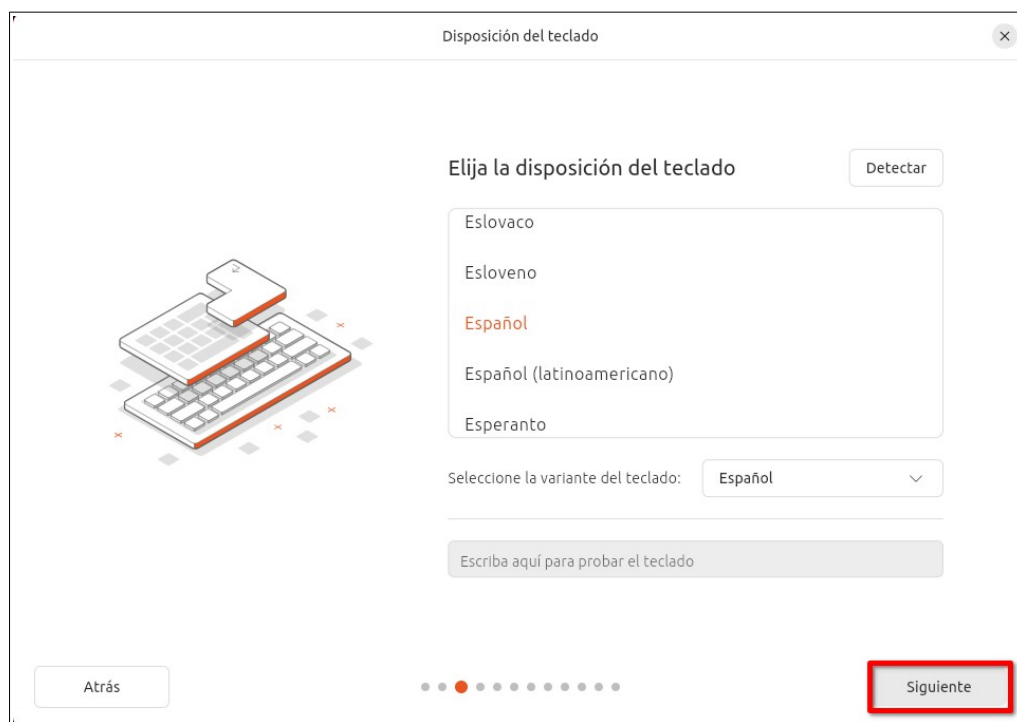 Disposición del teclado
Elija la disposición del teclado
Detectar
Eslovaco
Esloveno
Español
Español (latinoamericano)
Esperanto
Seleccione la variante del teclado:
Español
Escriba aquí para probar el teclado
Atrás
Siguiente